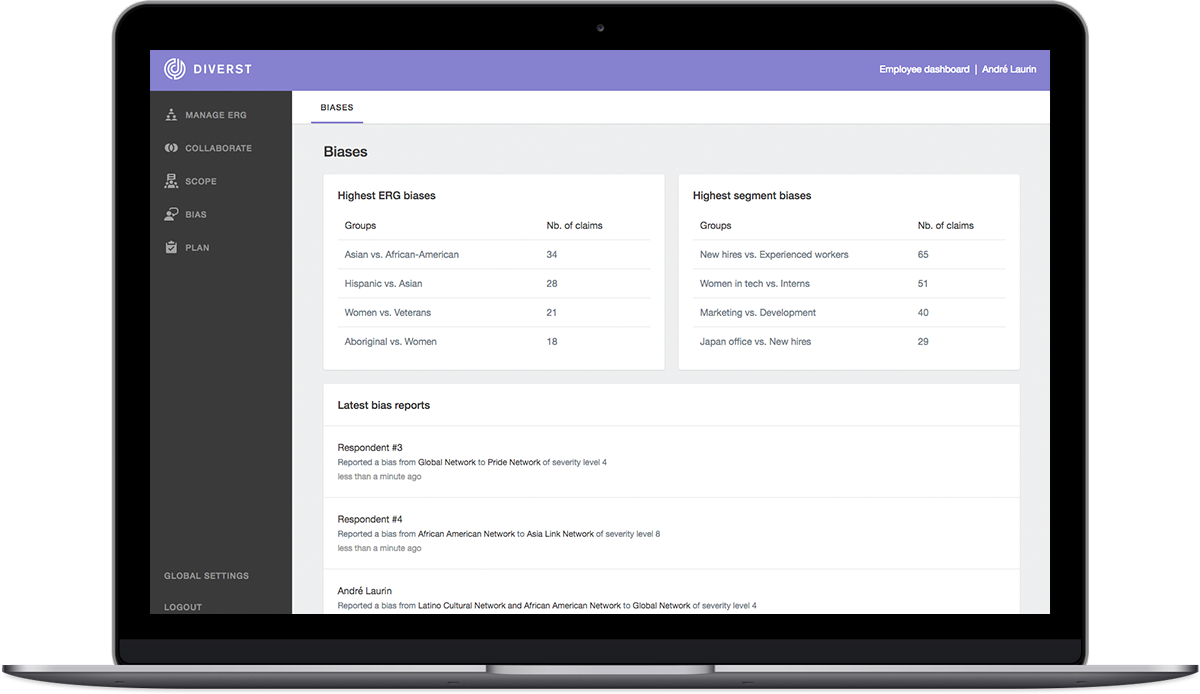 DIVERST
Employee dashboard | André Laurin
MANAGE ERG
COLLABORATE
SCOPE
BIAS
PLAN
GLOBAL SETTINGS
LOGOUT
BIASES
Biases
Highest ERG biases
Groups Nb. of claims
Asian vs. African-American 34
Hispanic vs. Asian 28
Women vs. Veterans 21
Aboriginal vs. Women 18
Highest segment biases
Groups Nb. of claims
New hires vs. Experienced workers 65
Women in tech vs. Interns 51
Marketing vs. Development 40
Japan office vs. New hires 29
Latest bias reports
Respondent #3
Reported a bias from Global Network to Pride Network of severity level 4
less than a minute ago
Respondent #4
Reported a bias from African American Network to Asia Link Network of severity level 8
less than a minute ago
André Laurin
Reported a bias from Latino Cultural Network and African American Network to Global Network of severity level 4